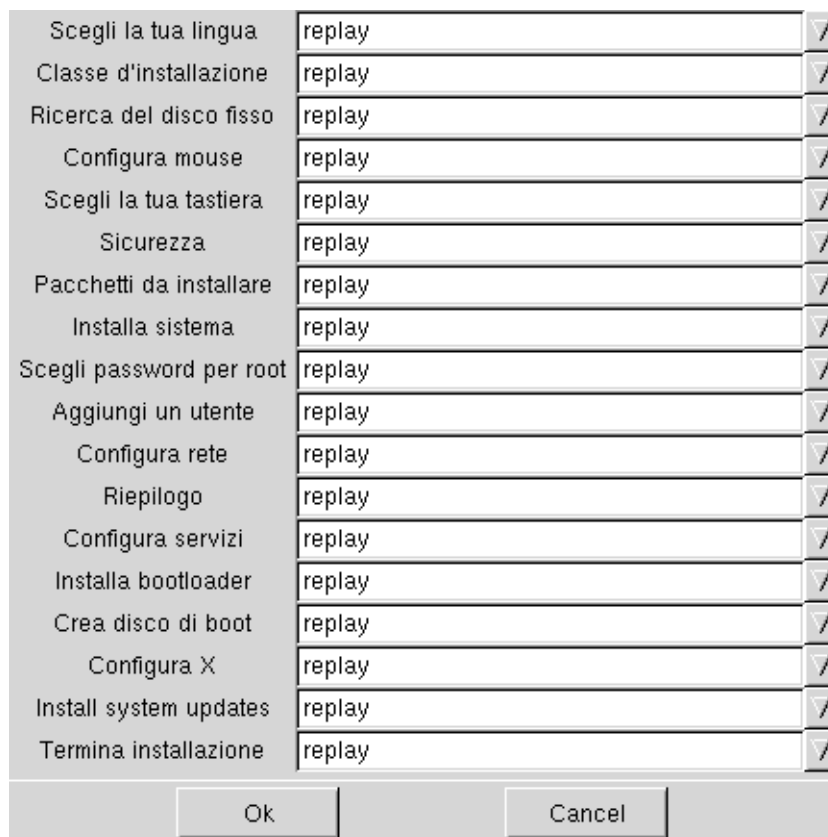 Scegli la tua lingua replay
Classe d'installazione replay
Ricerca del disco fisso replay
Configura mouse replay
Scegli la tua tastiera replay
Sicurezza replay
Pacchetti da installare replay
Installa sistema replay
Scegli password per root replay
Aggiungi un utente replay
Configura rete replay
Riepilogo replay
Configura servizi replay
Installa bootloader replay
Crea disco di boot replay
Configura X replay
Install system updates replay
Termina installazione replay
Ok Cancel